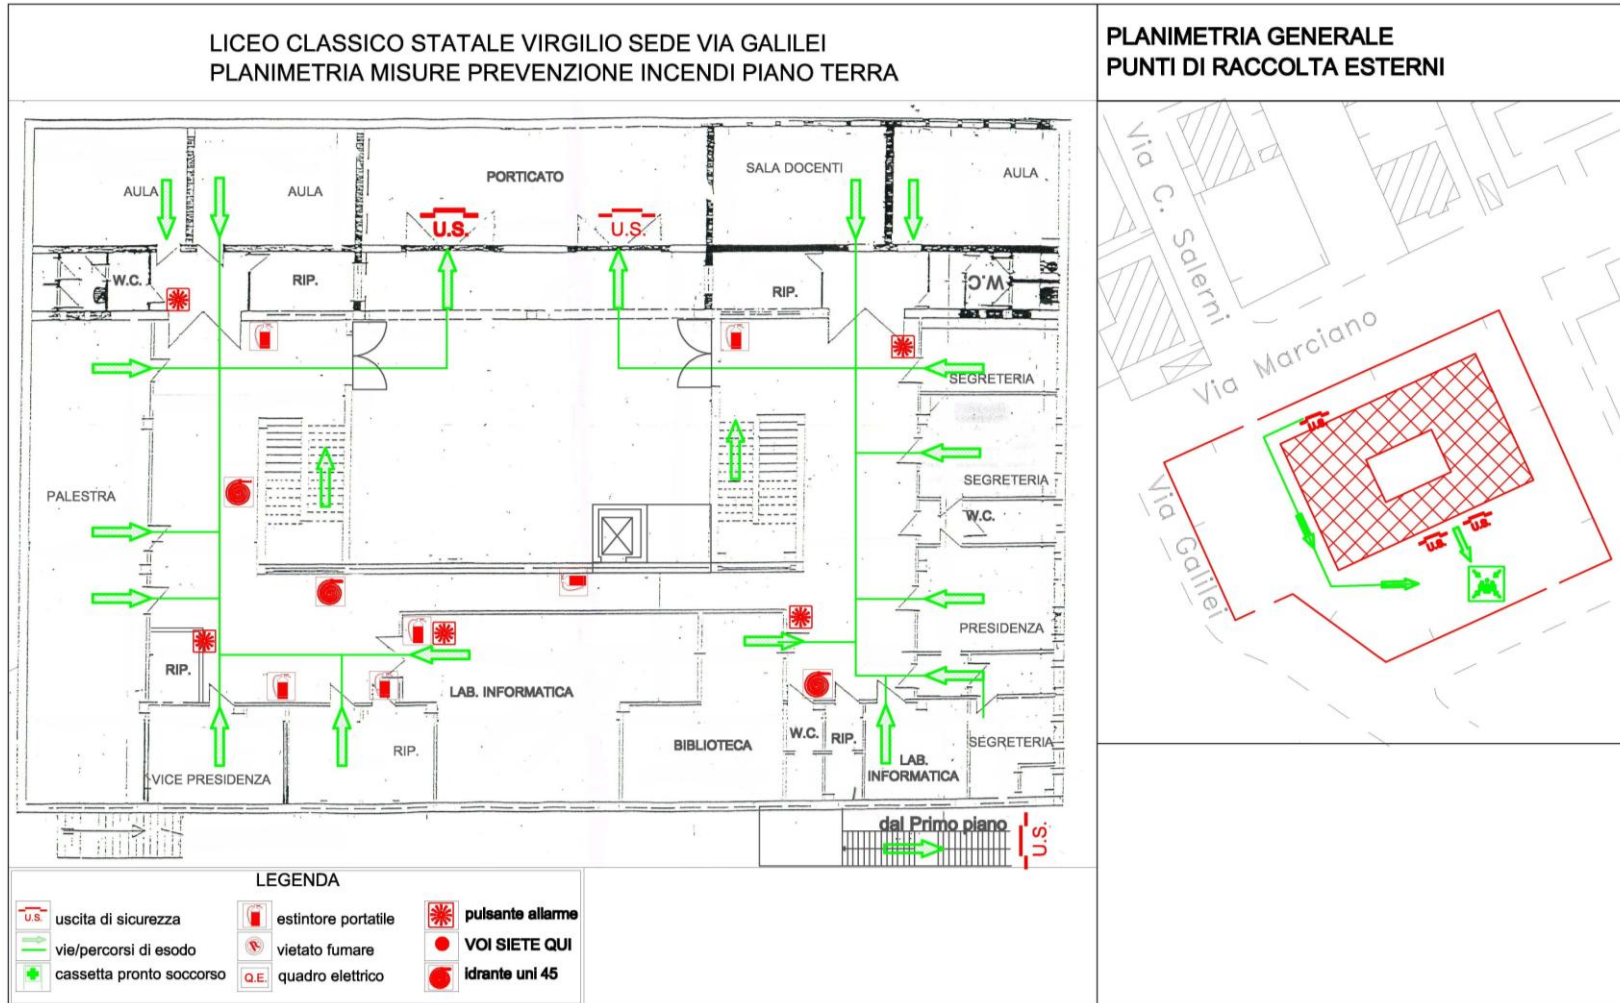 LICEO CLASSICO STATALE VIRGILIO SEDE VIA GALILEI
PLANIMETRIA MISURE PREVENZIONE INCENDI PIANO TERRA
PLANIMETRIA GENERALE
PUNTI DI RACCOLTA ESTERNI
AULA
AULA
PORTICATO
SALA DOCENTI
AULA
U.S.
U.S.
W.C.
RIP.
RIP.
W.C
SEGRETERIA
PALESTRA
SEGRETERIA
W.C.
PRESIDENZA
RIP.
LAB. INFORMATICA
VICE PRESIDENZA
RIP.
BIBLIOTECA
W.C.
RIP.
LAB.
INFORMATICA
SEGRETERIA
dal Primo piano
U.S.
Via C. Salerni
Via Marciano
Via Galilei
U.S.
U.S.
U.S.
LEGENDA
U.S. uscita di sicurezza
vie/percorsi di esodo
cassetta pronto soccorso
estintore portatile
vietato fumare
Q.E. quadro elettrico
pulsante allarme
VOI SIETE QUI
idrante uni 45